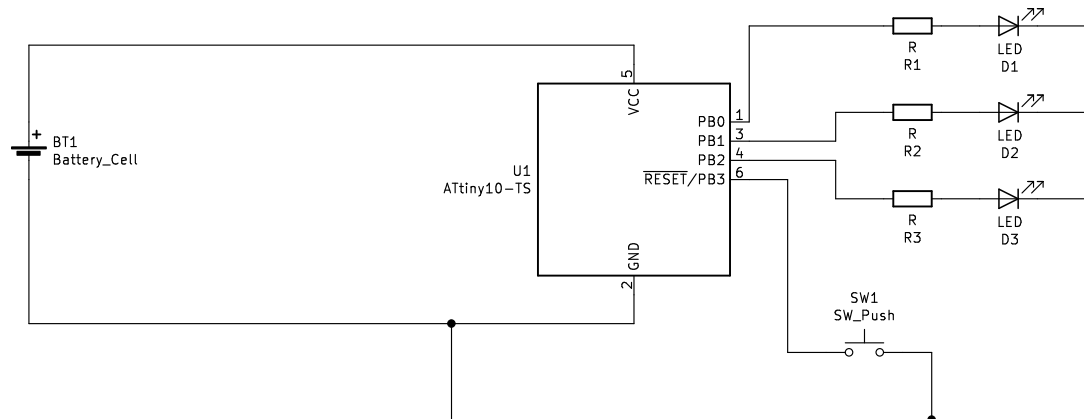 R
R1
LED
D1
5
VCC
+
BT1
Battery_Cell
PB0
1
PB1
3
PB2
4
RESET/PB3
6
U1
ATtiny10-TS
R
R2
LED
D2
R
R3
LED
D3
GND
2
SW1
SW_Push